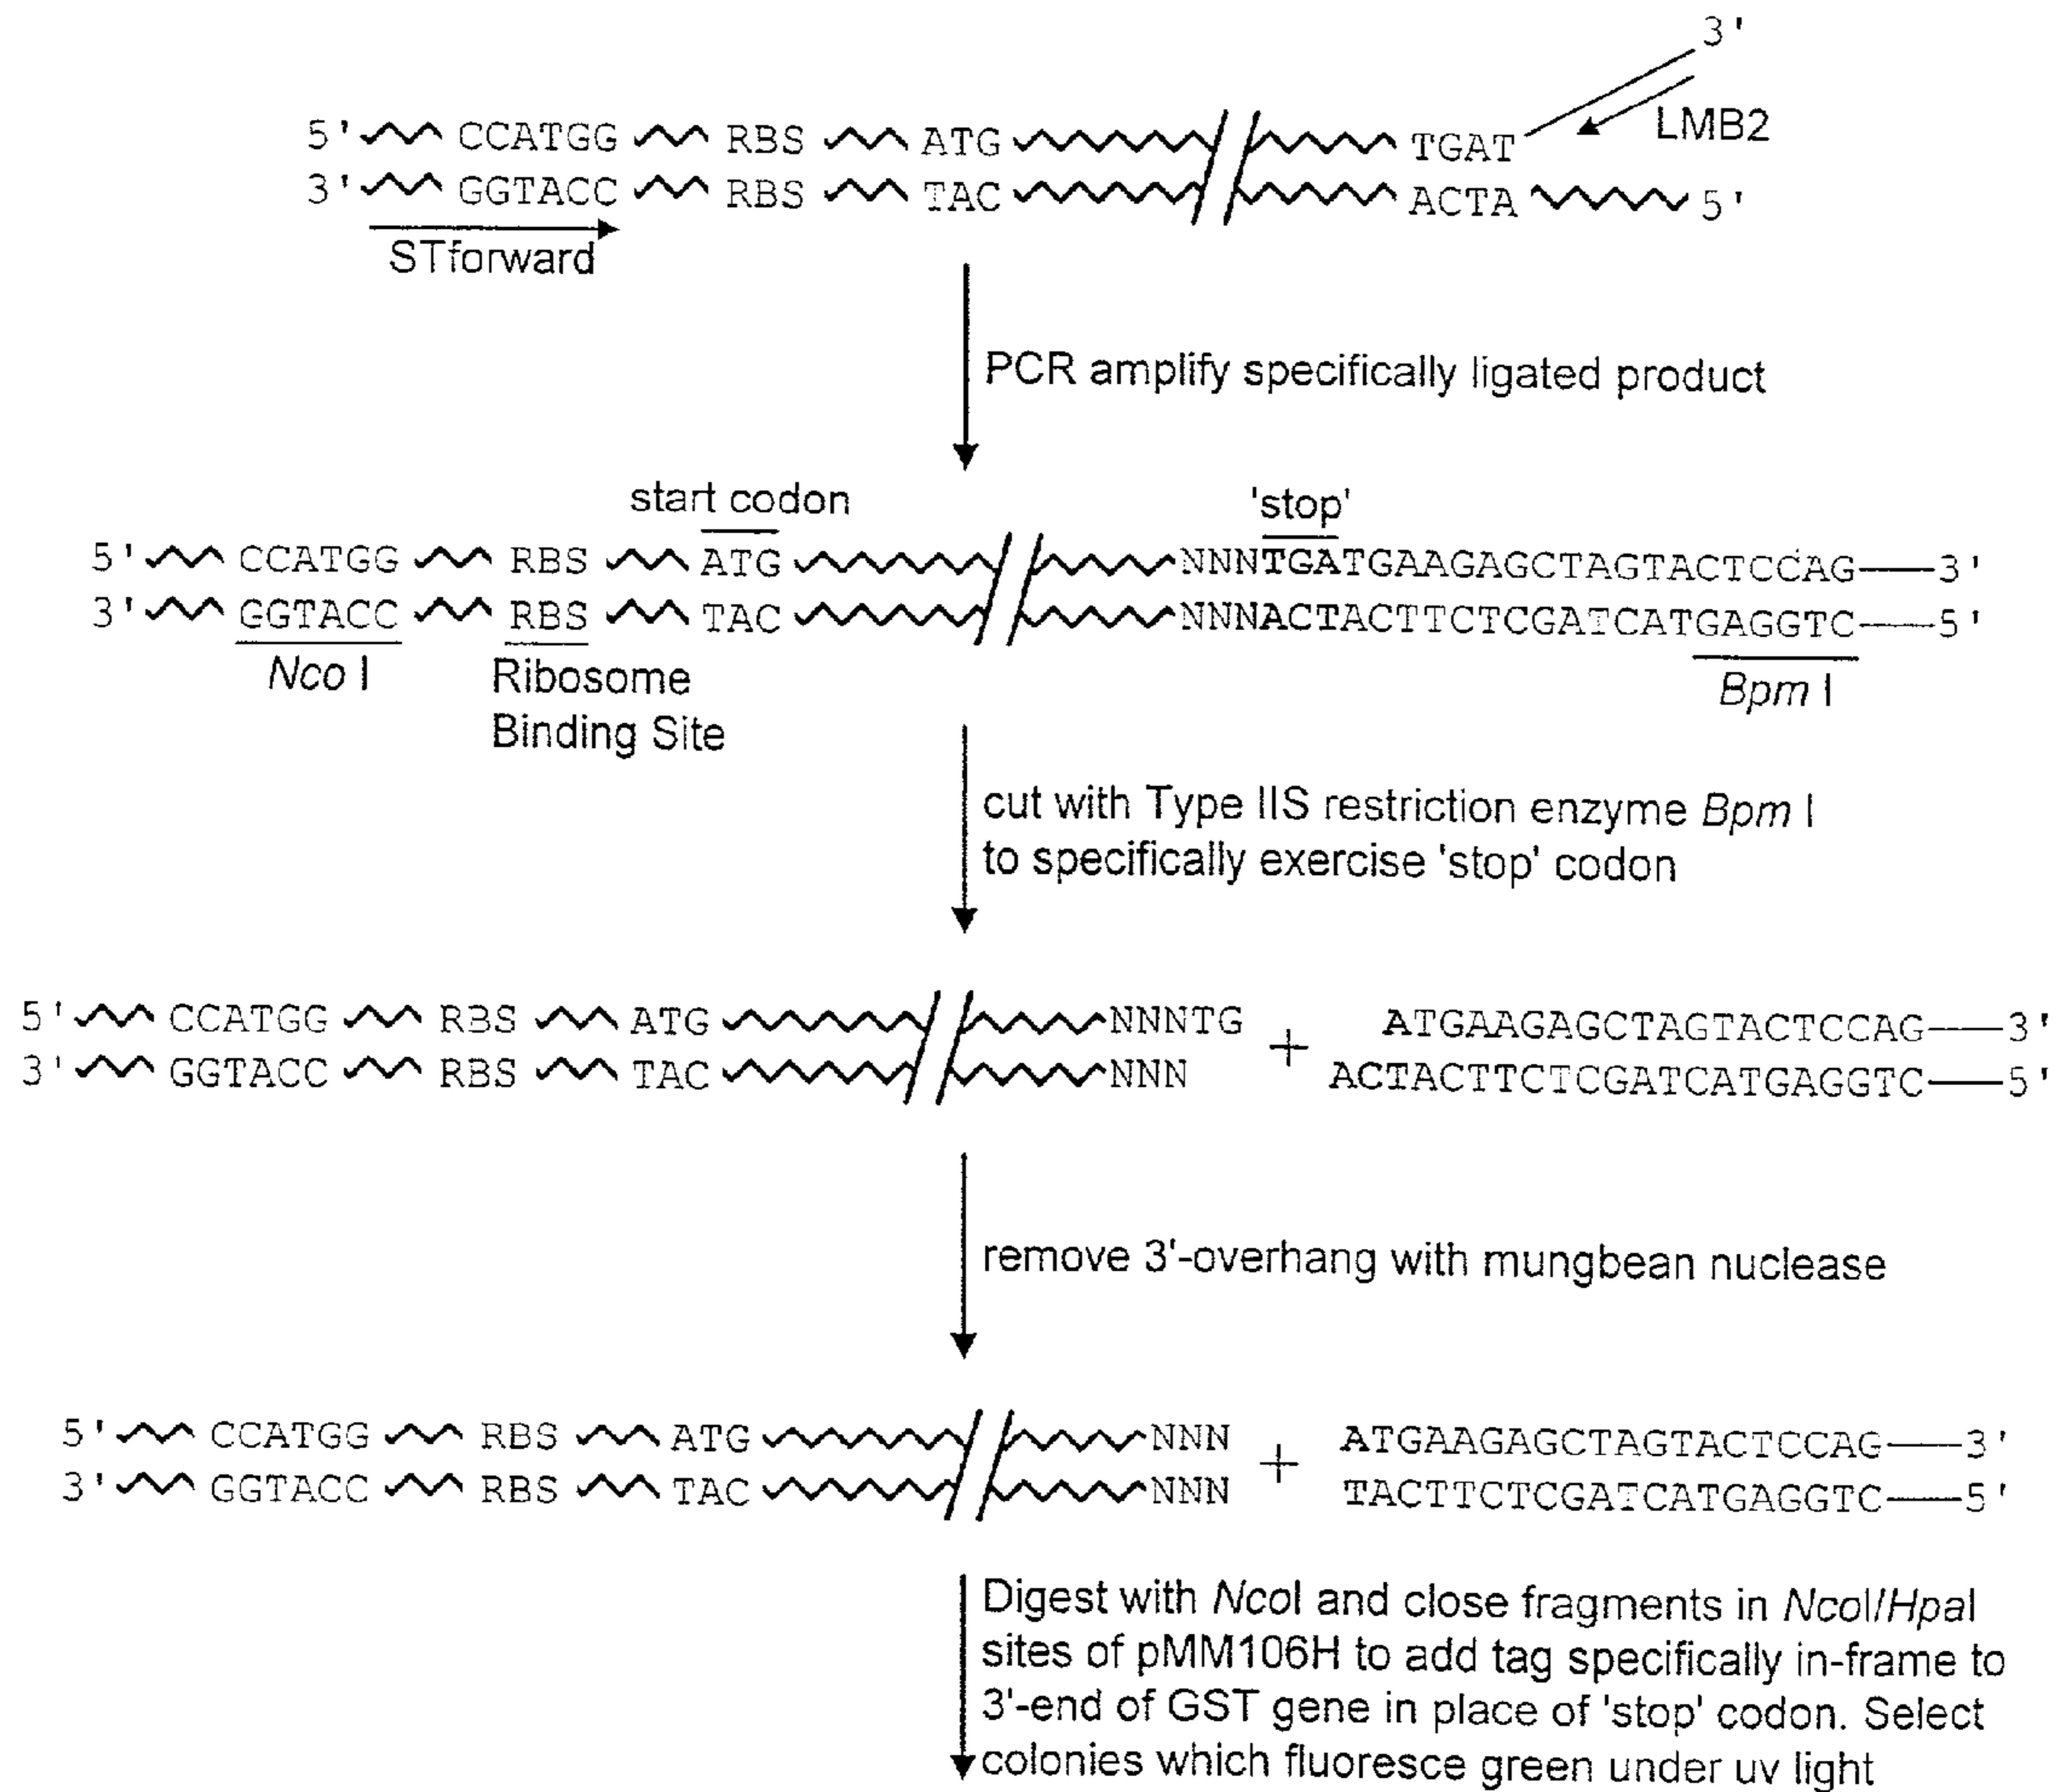 3'
5' CCATGG RBS ATG TGAT LMB2
3' GGTACC RBS TAC ACTA 5'
STforward
PCR amplify specifically ligated product
start codon 'stop'
5' CCATGG RBS ATG NNNTGATGAAGAGCTAGTACTCCAG 3'
3' GGTACC RBS TAC NNNACTACTTCTCGATCATGAGGTC 5'
Nco I Ribosome Bpm I
Binding Site
cut with Type IIS restriction enzyme Bpm I
to specifically exercise 'stop' codon
5' CCATGG RBS ATG NNNTG + ATGAAGAGCTAGTACTCCAG 3'
3' GGTACC RBS TAC NNN ACTACTTCTCGATCATGAGGTC 5'
remove 3'-overhang with mungbean nuclease
5' CCATGG RBS ATG NNN + ATGAAGAGCTAGTACTCCAG 3'
3' GGTACC RBS TAC NNN TACTTCTCGATCATGAGGTC 5'
Digest with NcoI and close fragments in NcoI/HpaI
sites of pMM106H to add tag specifically in-frame to
3'-end of GST gene in place of 'stop' codon. Select
colonies which fluoresce green under uv light